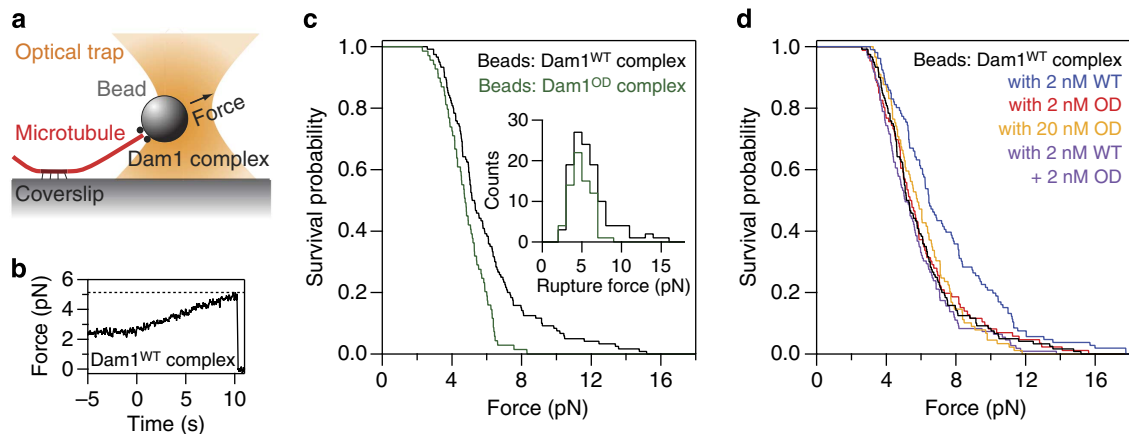 a
Optical trap
Bead
Force
Microtubule
Dam1 complex
Coverslip
b
Force (pN)
6
4
2
0
Dam1WT complex
−5 0 5 10
Time (s)
c
Survival probability
1.0
0.8
0.6
0.4
0.2
0.0
0 4 8 12 16
Force (pN)
Beads: Dam1WT complex
Beads: Dam1OD complex
Counts
30
20
10
0
0 5 10 15
Rupture force (pN)
d
Survival probability
1.0
0.8
0.6
0.4
0.2
0.0
0 4 8 12 16
Force (pN)
Beads: Dam1WT complex
with 2 nM WT
with 2 nM OD
with 20 nM OD
with 2 nM WT
+ 2 nM OD